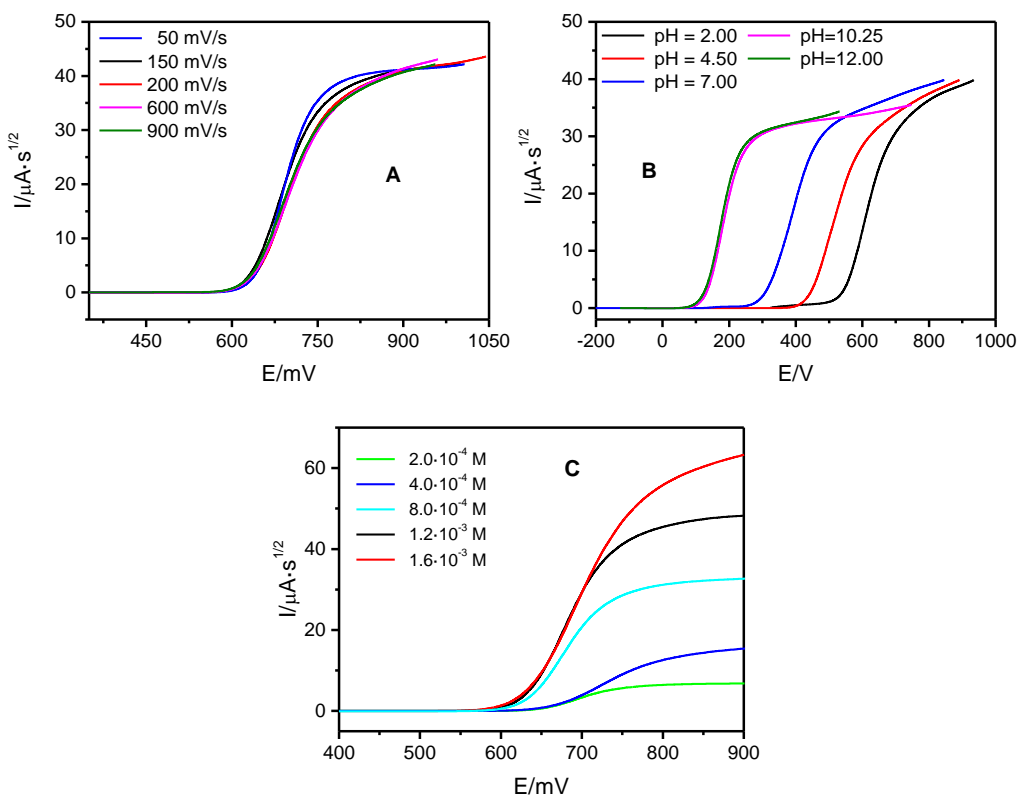 50
40
30
20
10
0
I/μA·s^1/2
50 mV/s
150 mV/s
200 mV/s
600 mV/s
900 mV/s
A
450 600 750 900 1050
E/mV
50
40
30
20
10
0
I/μA·s^1/2
pH = 2.00 pH=10.25
pH = 4.50 pH=12.00
pH = 7.00
B
-200 0 200 400 600 800 1000
E/V
60
40
20
0
I/μA·s^1/2
2.0·10^-4 M
4.0·10^-4 M
8.0·10^-4 M
1.2·10^-3 M
1.6·10^-3 M
C
400 500 600 700 800 900
E/mV